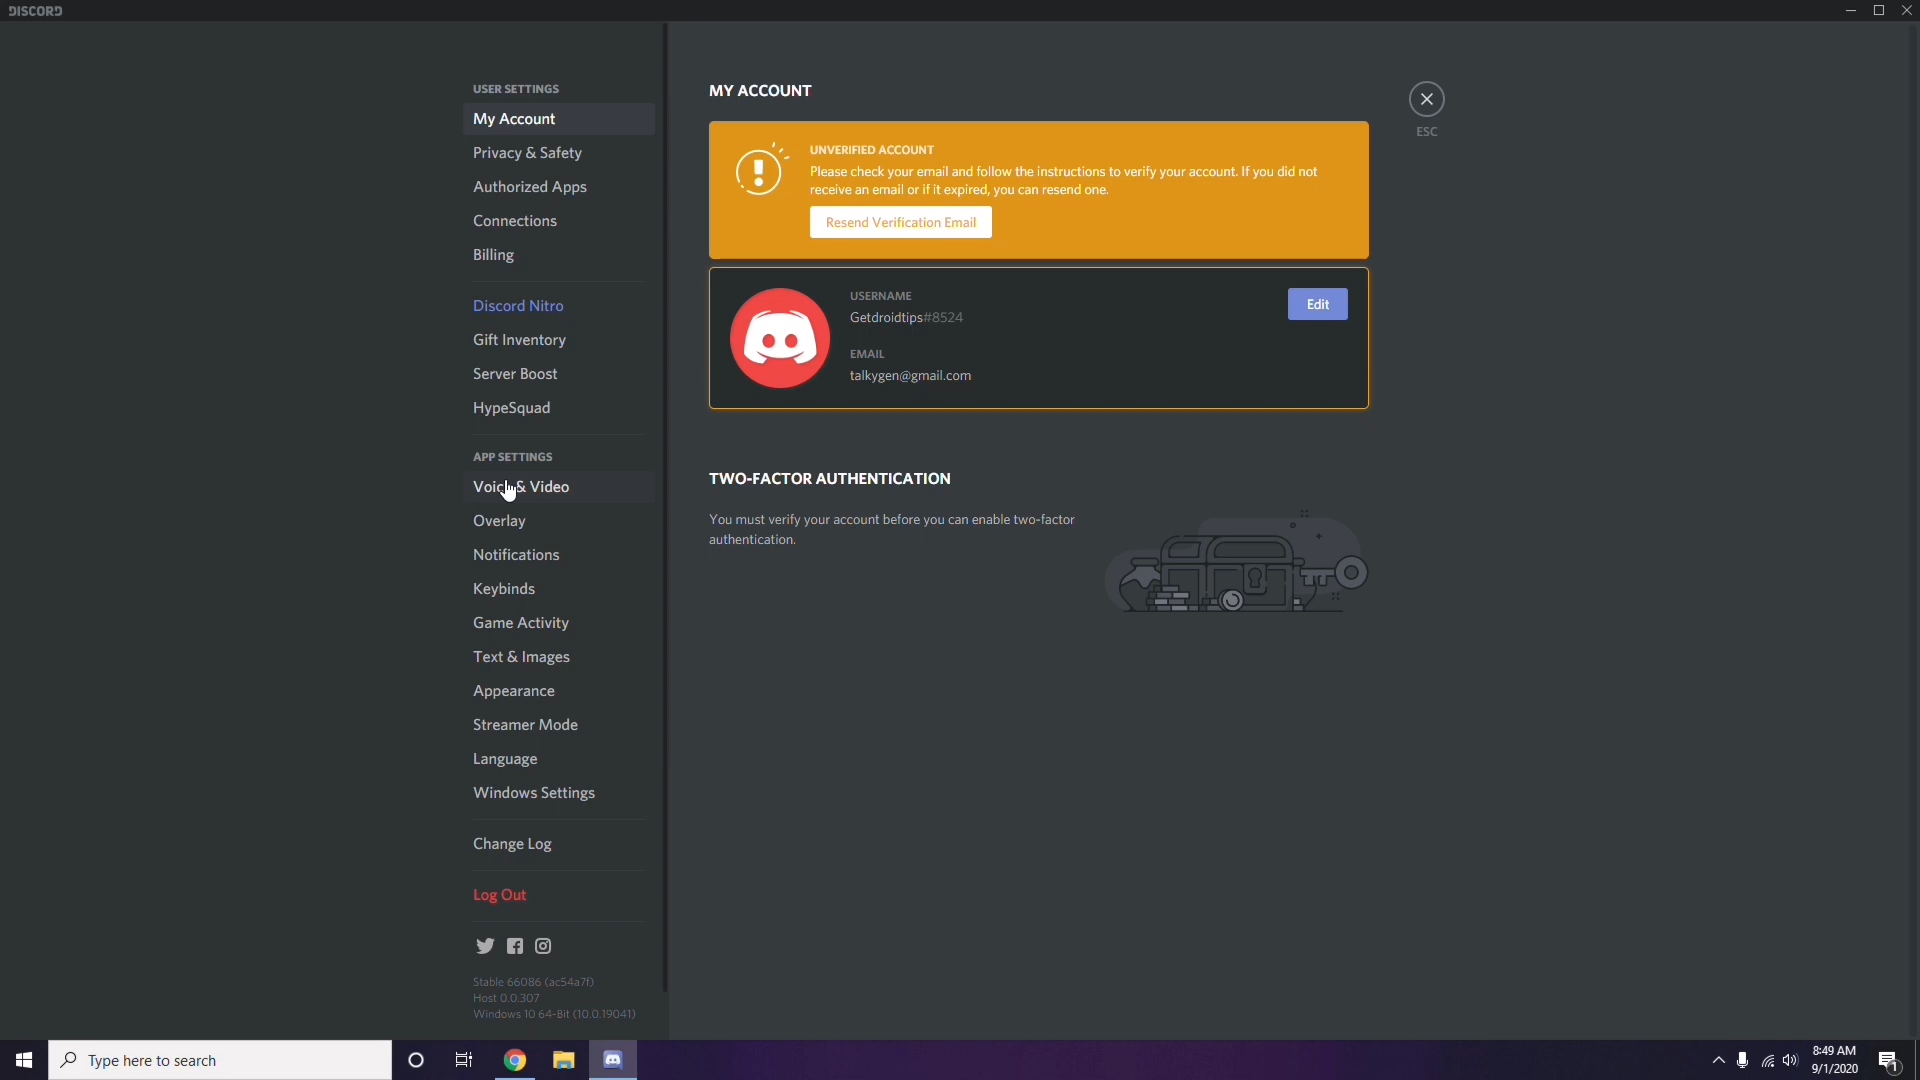 DISCORD
USER SETTINGS
My Account
Privacy & Safety
Authorized Apps
Connections
Billing
Discord Nitro
Gift Inventory
Server Boost
HypeSquad
APP SETTINGS
Voice & Video
Overlay
Notifications
Keybinds
Game Activity
Text & Images
Appearance
Streamer Mode
Language
Windows Settings
Change Log
Log Out
Stable 66086 (ac54a7f)
Host 0.0.307
Windows 10 64-Bit (10.0.19041)
MY ACCOUNT
ESC
UNVERIFIED ACCOUNT
Please check your email and follow the instructions to verify your account. If you did not
receive an email or if it expired, you can resend one.
Resend Verification Email
USERNAME
Getdroidtips#8524
Edit
EMAIL
talkygen@gmail.com
TWO-FACTOR AUTHENTICATION
You must verify your account before you can enable two-factor
authentication.
Type here to search
8:49 AM
9/1/2020
1